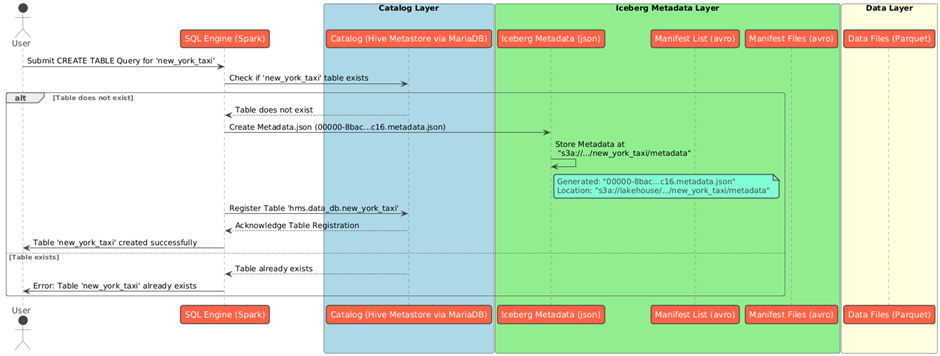 Catalog Layer
Iceberg Metadata Layer
Data Layer
User
SQL Engine (Spark)
Catalog (Hive Metastore via MariaDB)
Iceberg Metadata (json)
Manifest List (avro)
Manifest Files (avro)
Data Files (Parquet)
Submit CREATE TABLE Query for 'new_york_taxi'
Check if 'new_york_taxi' table exists
alt
[Table does not exist]
Table does not exist
Create Metadata.json (00000-8bac...c16.metadata.json)
Store Metadata at
"s3a://.../new_york_taxi/metadata"
Generated: "00000-8bac...c16.metadata.json"
Location: "s3a://lakehouse/.../new_york_taxi/metadata"
Register Table 'hms.data_db.new_york_taxi'
Acknowledge Table Registration
Table 'new_york_taxi' created successfully
[Table exists]
Table already exists
Error: Table 'new_york_taxi' already exists
User
SQL Engine (Spark)
Catalog (Hive Metastore via MariaDB)
Iceberg Metadata (json)
Manifest List (avro)
Manifest Files (avro)
Data Files (Parquet)